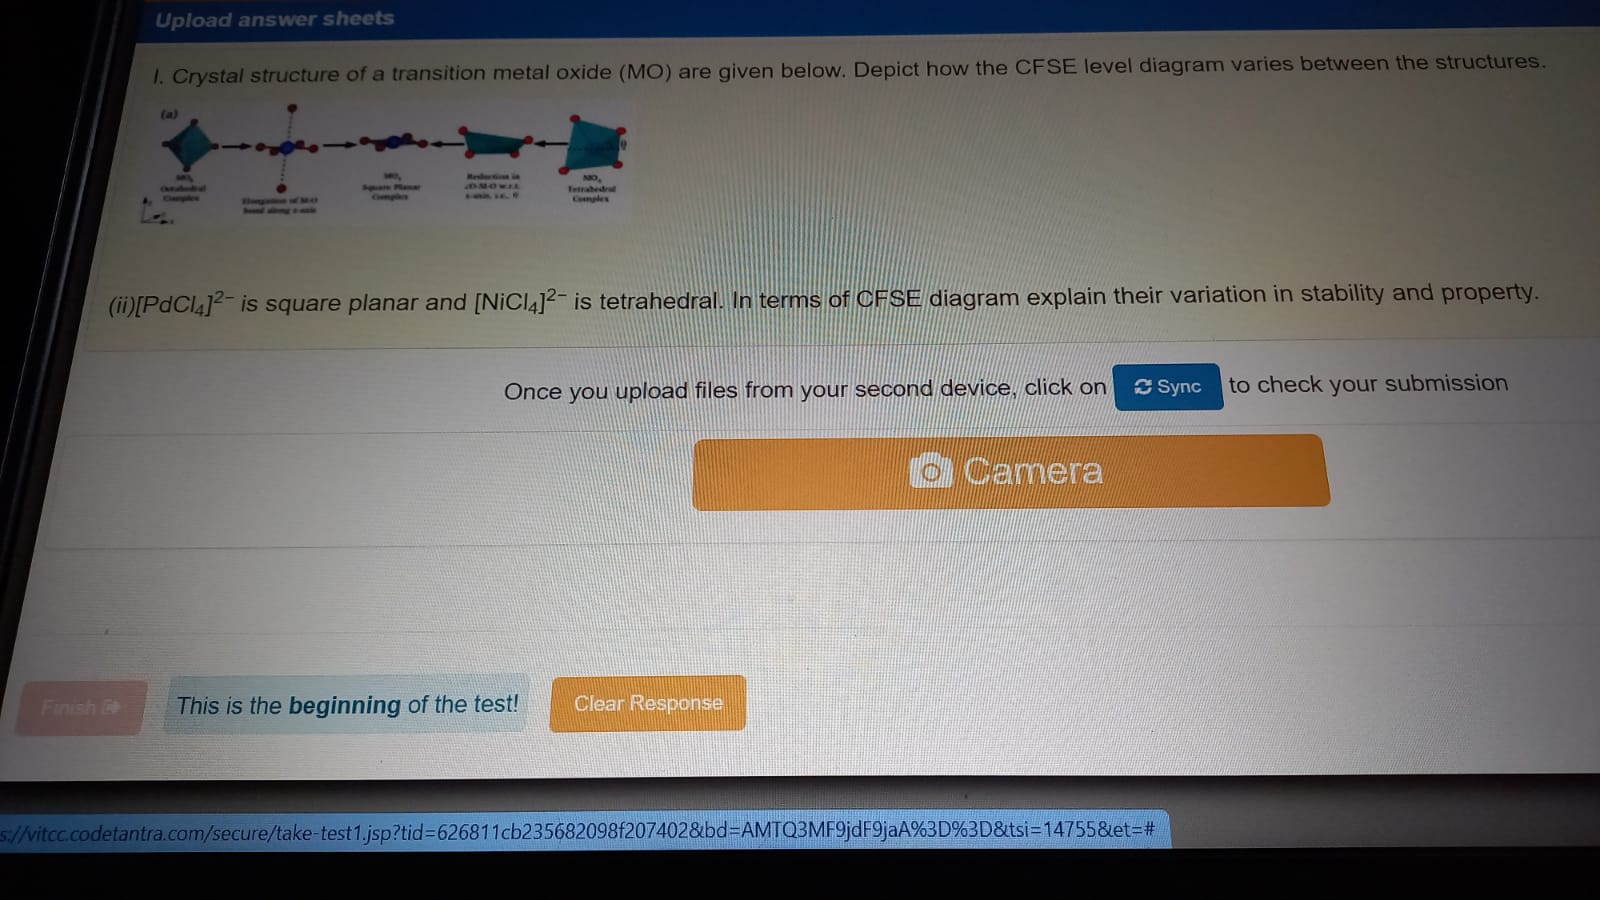 Upload answer sheets
I. Crystal structure of a transition metal oxide (MO) are given below. Depict how the CFSE level diagram varies between the structures.
(a)
MO₆
Octahedral
Complex
Elongation of M-O
bond along z-axis
MO₄
Square Planar
Complex
Reduction in
∠O-M-O w.r.t.
z-axis, i.e., θ
MO₄
Tetrahedral
Complex
θ
(ii)[PdCl₄]²⁻ is square planar and [NiCl₄]²⁻ is tetrahedral. In terms of CFSE diagram explain their variation in stability and property.
Once you upload files from your second device, click on Sync to check your submission
Camera
Finish
This is the beginning of the test!
Clear Response
s://vitcc.codetantra.com/secure/take-test1.jsp?tid=626811cb235682098f207402&bd=AMTQ3MF9jdF9jaA%3D%3D&tsi=14755&et=#